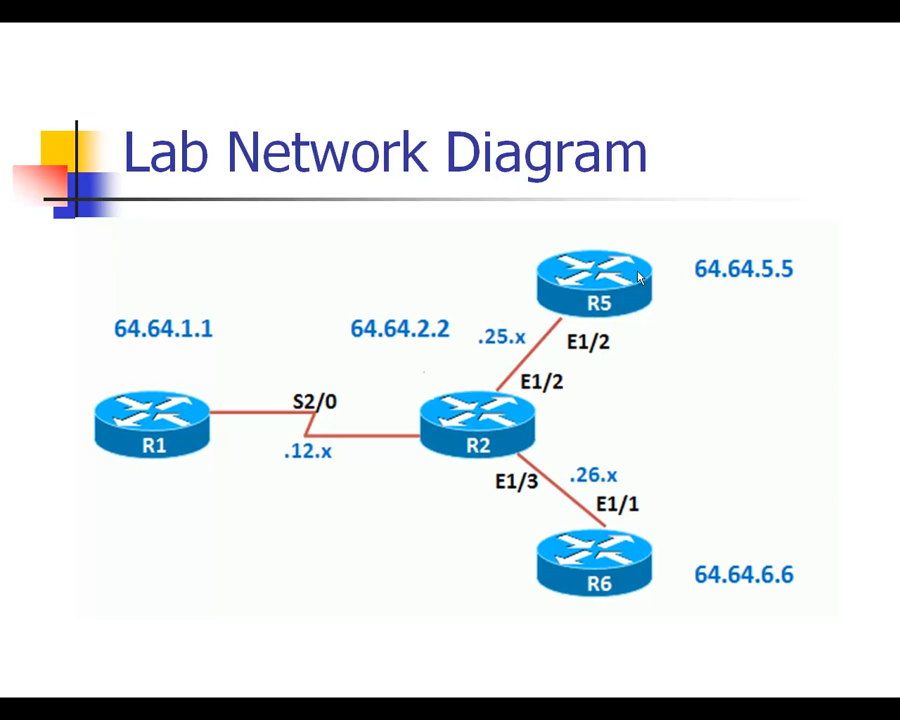 Lab Network Diagram
64.64.5.5
R5
64.64.1.1
64.64.2.2
.25.x
E1/2
E1/2
S2/0
R1
R2
.12.x
E1/3
.26.x
E1/1
R6
64.64.6.6